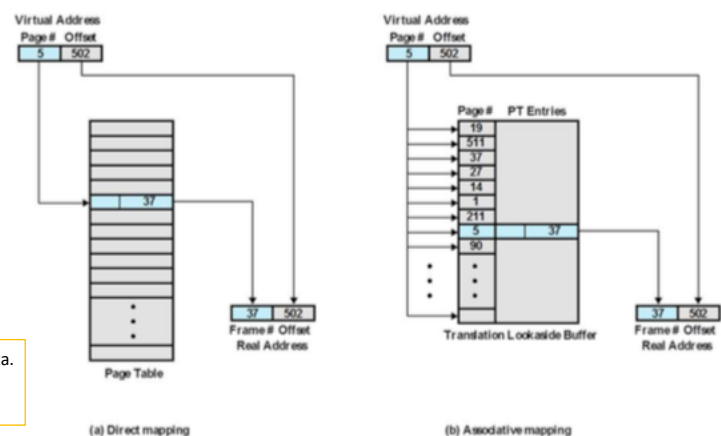 Virtual Address
Page # Offset
5 502
37
37 502
Frame # Offset
Real Address
Page Table
(a) Direct mapping
ta.
Virtual Address
Page # Offset
5 502
Page # PT Entries
19
511
37
27
14
1
211
5 37
90
37 502
Frame # Offset
Real Address
Translation Lookaside Buffer
(b) Associative mapping